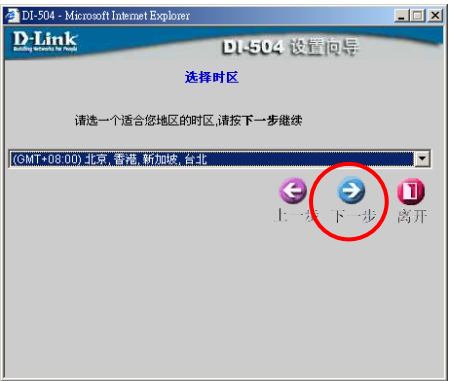 DI-504 - Microsoft Internet Explorer
D-Link
Building Networks for People
DI-504 设置向导
选择时区
请选一个适合您地区的时区,请按下一步继续
(GMT+08:00) 北京, 香港, 新加坡, 台北
上一步 下一步 离开